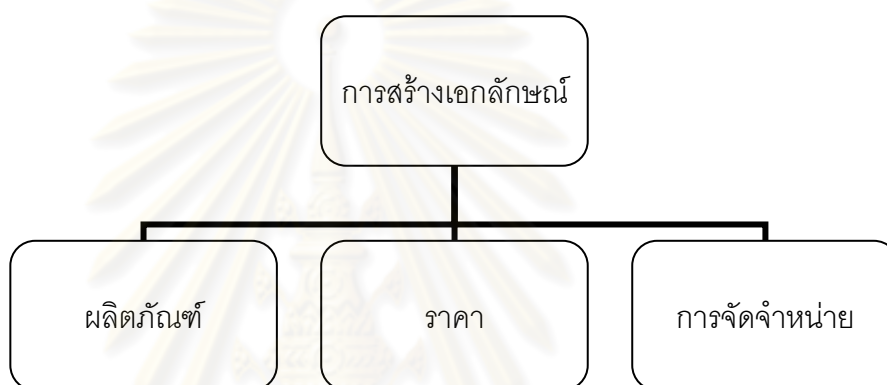 การสร้างเอกลักษณ์
ผลิตภัณฑ์
ราคา
การจัดจำหน่าย